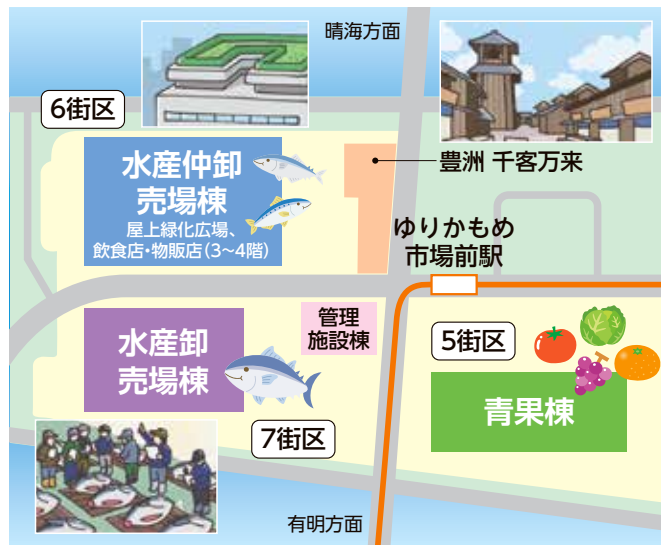 晴海方面
6街区
水産仲卸
売場棟
屋上緑化広場、
飲食店・物販店(3~4階)
豊洲 千客万来
ゆりかもめ
市場前駅
管理
施設棟
水産卸
売場棟
5街区
青果棟
7街区
有明方面